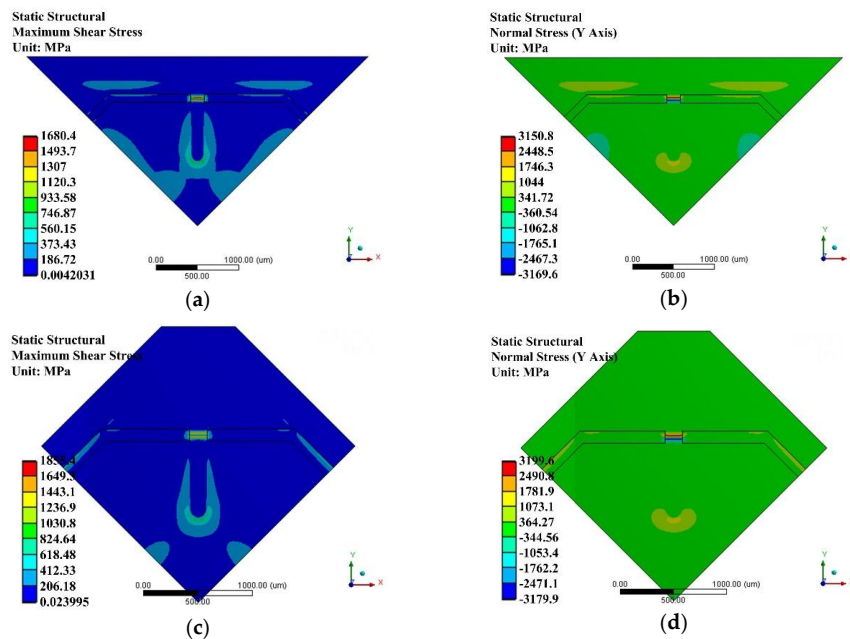 Static Structural
Maximum Shear Stress
Unit: MPa
1680.4
1493.7
1307
1120.3
933.58
746.87
560.15
373.43
186.72
0.0042031
0.00
1000.00 (um)
500.00
Y
X
(a)
Static Structural
Normal Stress (Y Axis)
Unit: MPa
3150.8
2448.5
1746.3
1044
341.72
-360.54
-1062.8
-1765.1
-2467.3
-3169.6
0.00
1000.00 (um)
500.00
Y
X
(b)
Static Structural
Maximum Shear Stress
Unit: MPa
1649.3
1443.1
1236.9
1030.8
824.64
618.48
412.33
206.18
0.023995
0.00
1000.00 (um)
500.00
Y
X
(c)
Static Structural
Normal Stress (Y Axis)
Unit: MPa
3199.6
2490.8
1781.9
1073.1
364.27
-344.56
-1053.4
-1762.2
-2471.1
-3179.9
0.00
1000.00 (um)
500.00
Y
X
(d)